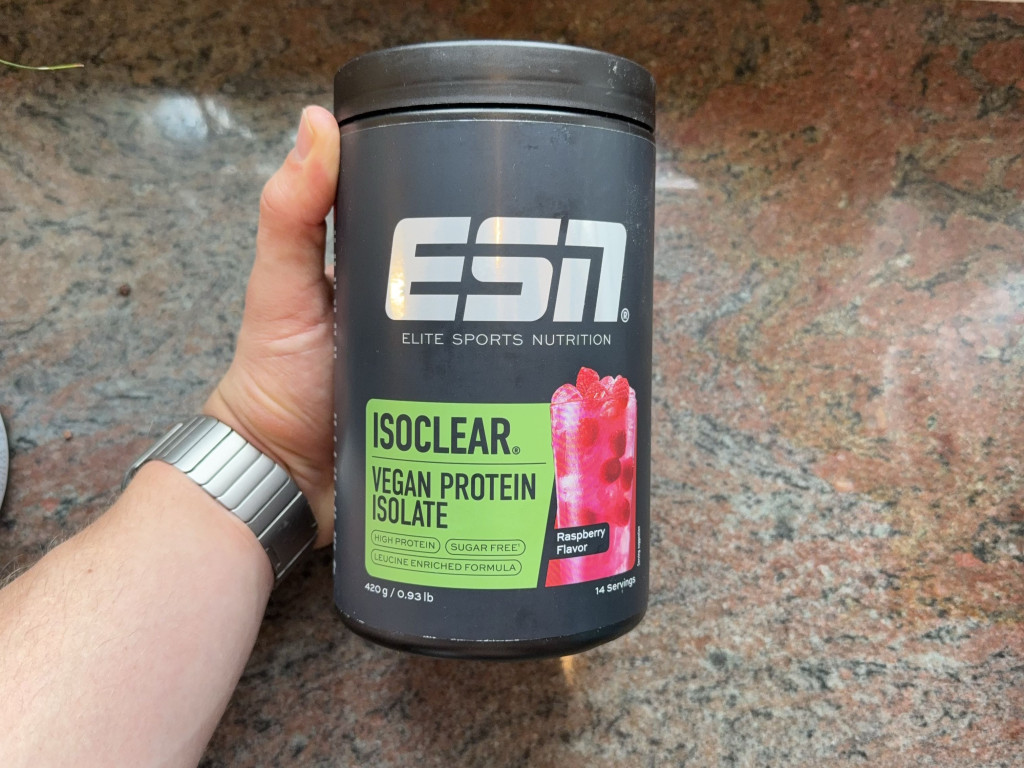 ESN®
ELITE SPORTS NUTRITION
ISOCLEAR®
VEGAN PROTEIN
ISOLATE
HIGH PROTEIN
SUGAR FREE¹
LEUCINE ENRICHED FORMULA
Raspberry
Flavor
420 g / 0.93 lb
14 Servings